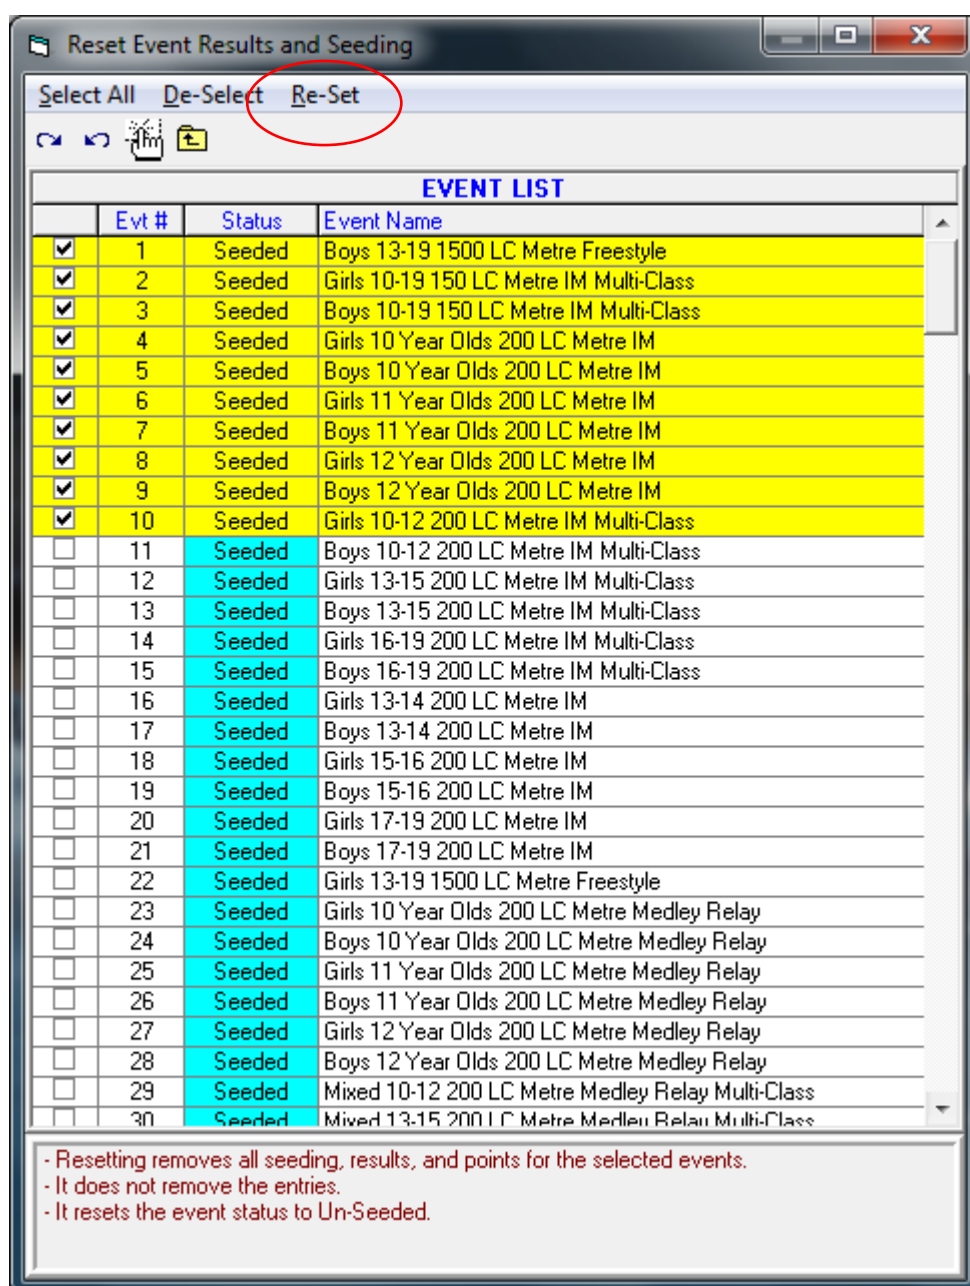 Reset Event Results and Seeding
Select All De-Select Re-Set
EVENT LIST
Evt # Status Event Name
1 Seeded Boys 13-19 1500 LC Metre Freestyle
2 Seeded Girls 10-19 150 LC Metre IM Multi-Class
3 Seeded Boys 10-19 150 LC Metre IM Multi-Class
4 Seeded Girls 10 Year Olds 200 LC Metre IM
5 Seeded Boys 10 Year Olds 200 LC Metre IM
6 Seeded Girls 11 Year Olds 200 LC Metre IM
7 Seeded Boys 11 Year Olds 200 LC Metre IM
8 Seeded Girls 12 Year Olds 200 LC Metre IM
9 Seeded Boys 12 Year Olds 200 LC Metre IM
10 Seeded Girls 10-12 200 LC Metre IM Multi-Class
11 Seeded Boys 10-12 200 LC Metre IM Multi-Class
12 Seeded Girls 13-15 200 LC Metre IM Multi-Class
13 Seeded Boys 13-15 200 LC Metre IM Multi-Class
14 Seeded Girls 16-19 200 LC Metre IM Multi-Class
15 Seeded Boys 16-19 200 LC Metre IM Multi-Class
16 Seeded Girls 13-14 200 LC Metre IM
17 Seeded Boys 13-14 200 LC Metre IM
18 Seeded Girls 15-16 200 LC Metre IM
19 Seeded Boys 15-16 200 LC Metre IM
20 Seeded Girls 17-19 200 LC Metre IM
21 Seeded Boys 17-19 200 LC Metre IM
22 Seeded Girls 13-19 1500 LC Metre Freestyle
23 Seeded Girls 10 Year Olds 200 LC Metre Medley Relay
24 Seeded Boys 10 Year Olds 200 LC Metre Medley Relay
25 Seeded Girls 11 Year Olds 200 LC Metre Medley Relay
26 Seeded Boys 11 Year Olds 200 LC Metre Medley Relay
27 Seeded Girls 12 Year Olds 200 LC Metre Medley Relay
28 Seeded Boys 12 Year Olds 200 LC Metre Medley Relay
29 Seeded Mixed 10-12 200 LC Metre Medley Relay Multi-Class
30 Seeded Mixed 13-15 200 LC Metre Medley Relay Multi-Class
- Resetting removes all seeding, results, and points for the selected events.
- It does not remove the entries.
- It resets the event status to Un-Seeded.